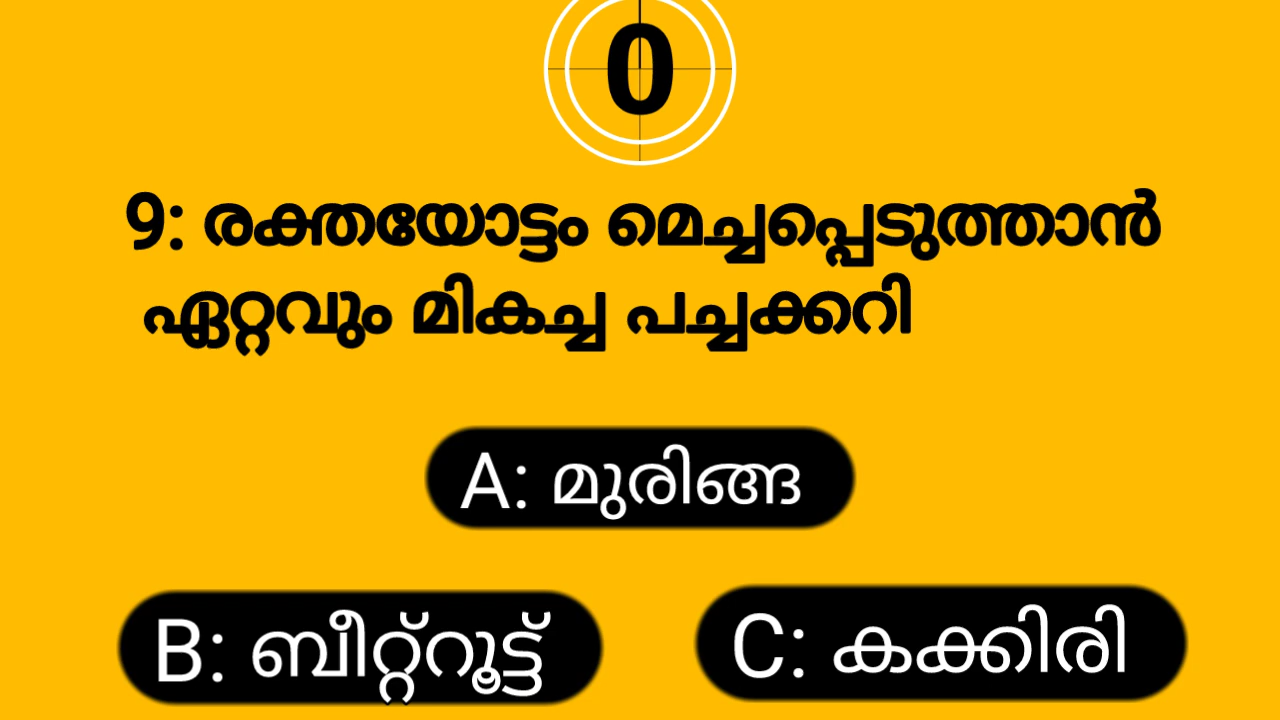 0
9: രക്തയോട്ടം മെച്ചപ്പെടുത്താൻ
ഏറ്റവും മികച്ച പച്ചക്കറി
A: മുരിങ്ങ
B: ബീറ്റ്റൂട്ട്
C: കക്കിരി